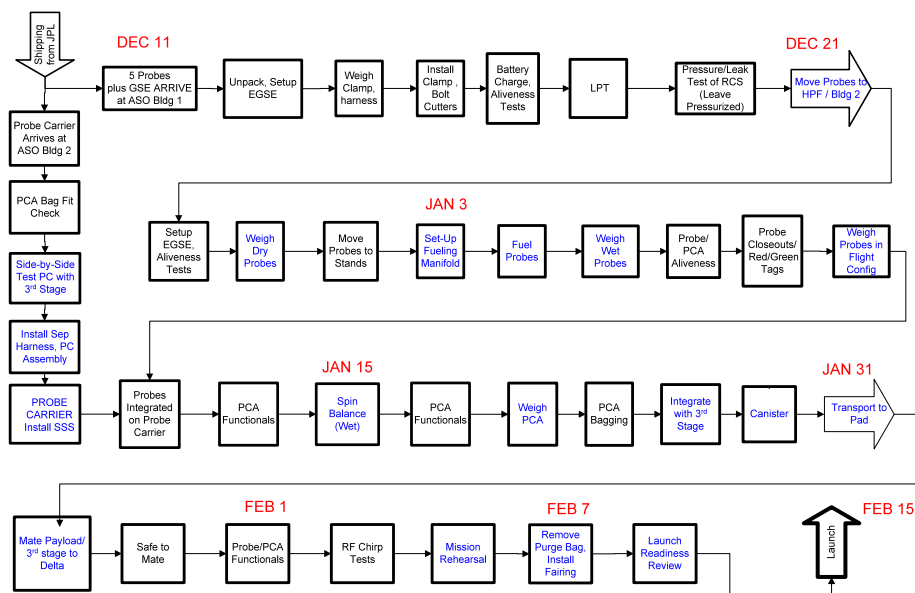 Shipping
from JPL
DEC 11
DEC 21
5 Probes
plus GSE ARRIVE
at ASO Bldg 1
Unpack, Setup
EGSE
Weigh
Clamp,
harness
Install
Clamp ,
Bolt
Cutters
Battery
Charge,
Aliveness
Tests
LPT
Pressure/Leak
Test of RCS
(Leave
Pressurized)
Move Probes to
HPF / Bldg 2
Probe Carrier
Arrives at
ASO Bldg 2
PCA Bag Fit
Check
Side-by-Side
Test PC with
3rd Stage
Install Sep
Harness, PC
Assembly
PROBE
CARRIER
Install SSS
JAN 3
Setup
EGSE,
Aliveness
Tests
Weigh
Dry
Probes
Move
Probes to
Stands
Set-Up
Fueling
Manifold
Fuel
Probes
Weigh
Wet
Probes
Probe/
PCA
Aliveness
Probe
Closeouts/
Red/Green
Tags
Weigh
Probes in
Flight
Config
JAN 15
JAN 31
Probes
Integrated
on Probe
Carrier
PCA
Functionals
Spin
Balance
(Wet)
PCA
Functionals
Weigh
PCA
PCA
Bagging
Integrate
with 3rd
Stage
Canister
Transport to
Pad
FEB 1
FEB 7
FEB 15
Mate Payload/
3rd stage to
Delta
Safe to
Mate
Probe/PCA
Functionals
RF Chirp
Tests
Mission
Rehearsal
Remove
Purge Bag,
Install
Fairing
Launch
Readiness
Review
Launch